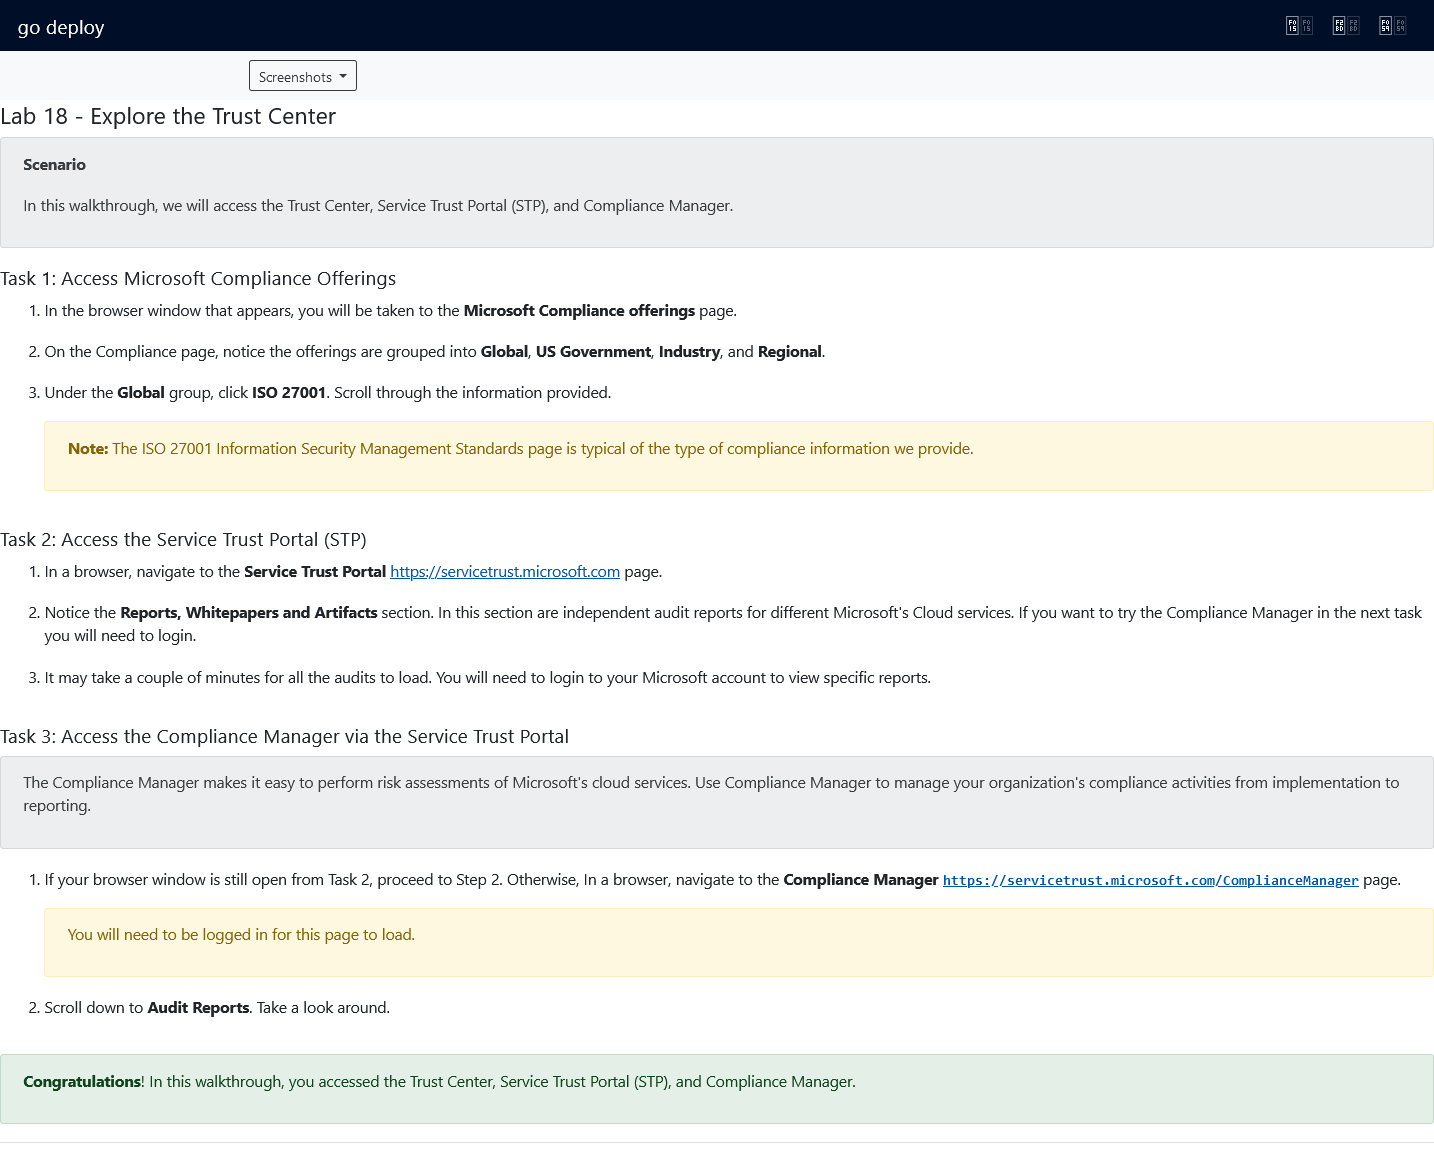 go deploy
Screenshots
Lab 18 - Explore the Trust Center
Scenario
In this walkthrough, we will access the Trust Center, Service Trust Portal (STP), and Compliance Manager.
Task 1: Access Microsoft Compliance Offerings
1. In the browser window that appears, you will be taken to the Microsoft Compliance offerings page.
2. On the Compliance page, notice the offerings are grouped into Global, US Government, Industry, and Regional.
3. Under the Global group, click ISO 27001. Scroll through the information provided.
Note: The ISO 27001 Information Security Management Standards page is typical of the type of compliance information we provide.
Task 2: Access the Service Trust Portal (STP)
1. In a browser, navigate to the Service Trust Portal https://servicetrust.microsoft.com page.
2. Notice the Reports, Whitepapers and Artifacts section. In this section are independent audit reports for different Microsoft's Cloud services. If you want to try the Compliance Manager in the next task
you will need to login.
3. It may take a couple of minutes for all the audits to load. You will need to login to your Microsoft account to view specific reports.
Task 3: Access the Compliance Manager via the Service Trust Portal
The Compliance Manager makes it easy to perform risk assessments of Microsoft's cloud services. Use Compliance Manager to manage your organization's compliance activities from implementation to
reporting.
1. If your browser window is still open from Task 2, proceed to Step 2. Otherwise, In a browser, navigate to the Compliance Manager https://servicetrust.microsoft.com/ComplianceManager page.
You will need to be logged in for this page to load.
2. Scroll down to Audit Reports. Take a look around.
Congratulations! In this walkthrough, you accessed the Trust Center, Service Trust Portal (STP), and Compliance Manager.